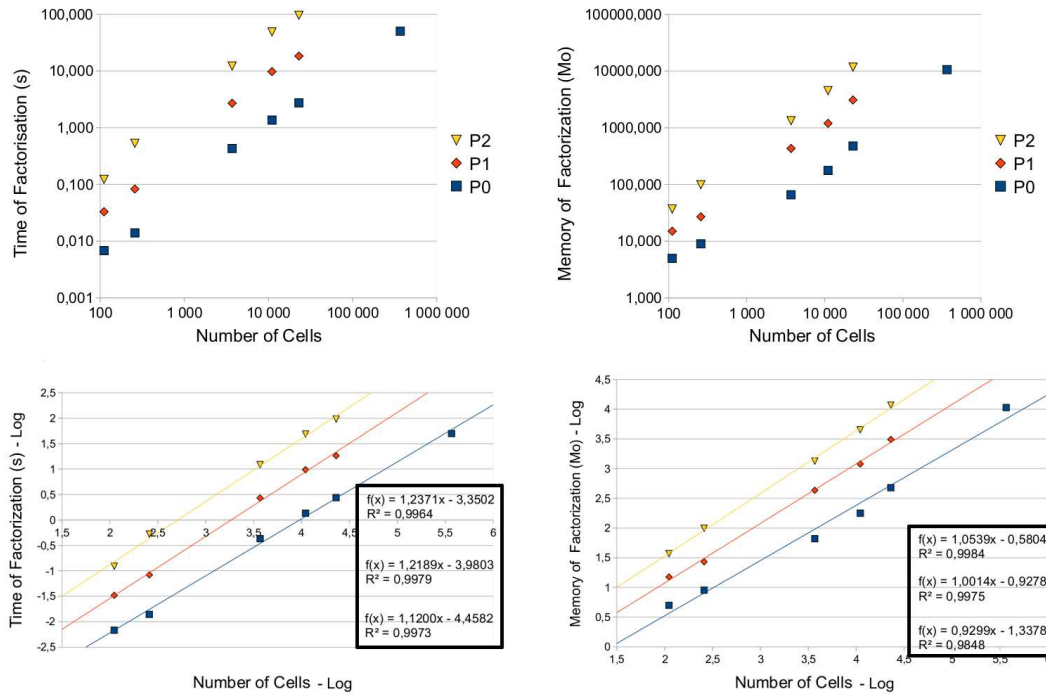 100,000
10,000
1,000
0,100
0,010
0,001
Time of Factorisation (s)
100
1 000
10 000
100 000
1 000 000
Number of Cells
P2
P1
P0
100000,000
10000,000
1000,000
100,000
10,000
1,000
Memory of Factorization (Mo)
100
1 000
10 000
100 000
1 000 000
Number of Cells
P2
P1
P0
2,5
2
1,5
1
0,5
0
-0,5
-1
-1,5
-2
-2,5
Time of Factorization (s) - Log
1,5
2
2,5
3
3,5
4
4,5
5
5,5
6
f(x) = 1,2371x - 3,3502
R² = 0,9964
f(x) = 1,2189x - 3,9803
R² = 0,9979
f(x) = 1,1200x - 4,4582
R² = 0,9973
Number of Cells - Log
4,5
4
3,5
3
2,5
2
1,5
1
0,5
0
Memory of Factorization (Mo) - Log
1,5
2
2,5
3
3,5
4
4,5
5
5,5
f(x) = 1,0539x - 0,5804
R² = 0,9984
f(x) = 1,0014x - 0,9278
R² = 0,9975
f(x) = 0,9299x - 1,3378
R² = 0,9848
Number of Cells - Log